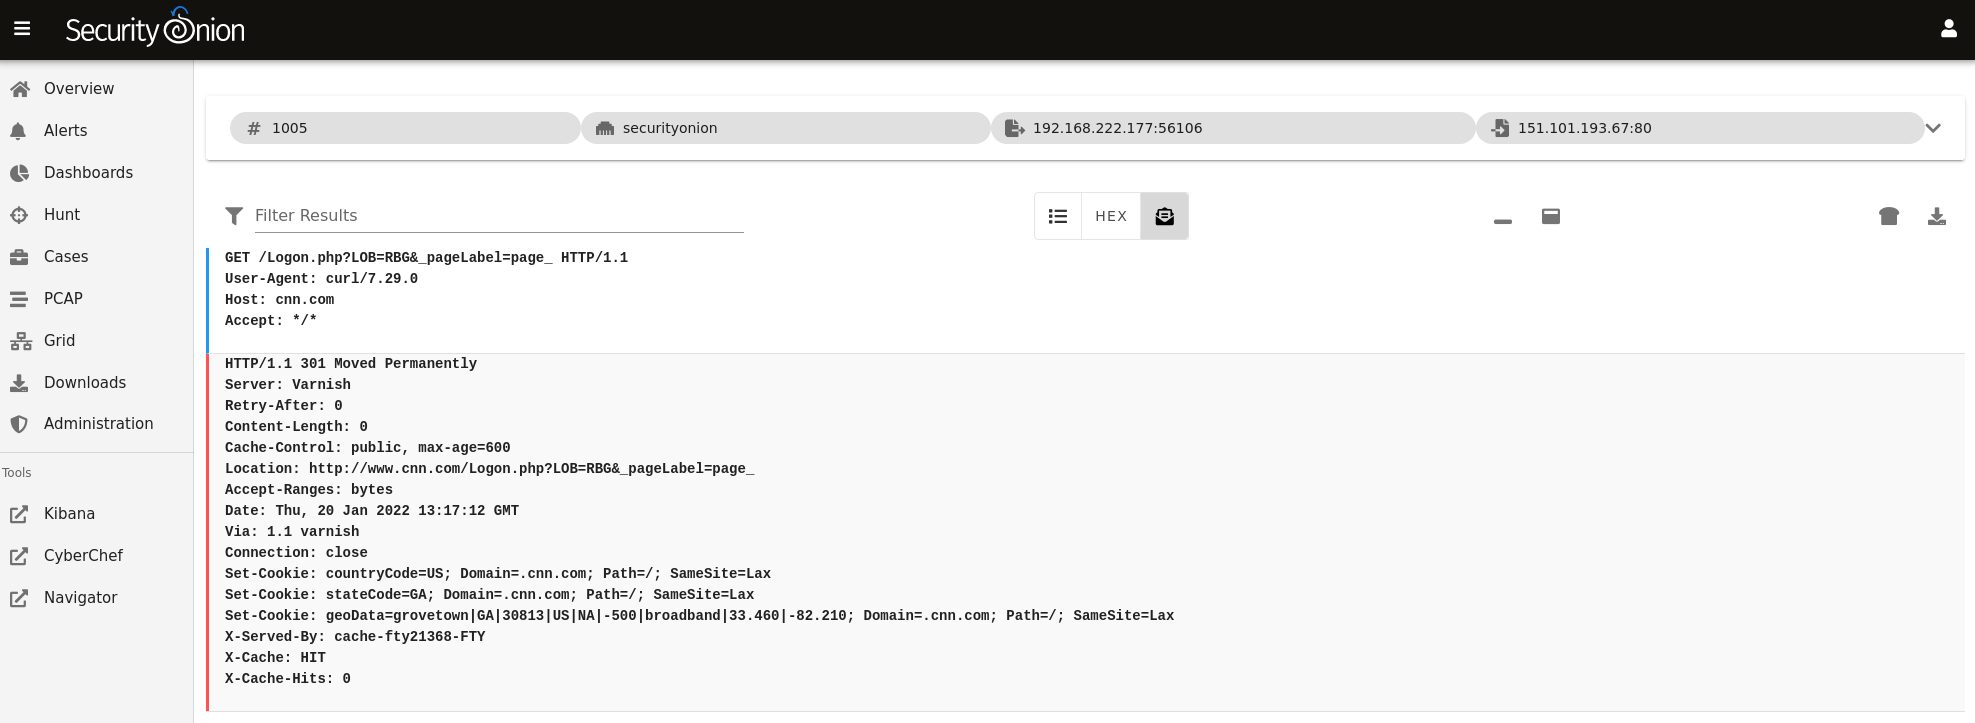 Security Onion
Overview
Alerts
Dashboards
Hunt
Cases
PCAP
Grid
Downloads
Administration
Tools
Kibana
CyberChef
Navigator
# 1005 securityonion 192.168.222.177:56106 151.101.193.67:80
Filter Results HEX
GET /Logon.php?LOB=RBG&_pageLabel=page_ HTTP/1.1
User-Agent: curl/7.29.0
Host: cnn.com
Accept: */*
HTTP/1.1 301 Moved Permanently
Server: Varnish
Retry-After: 0
Content-Length: 0
Cache-Control: public, max-age=600
Location: http://www.cnn.com/Logon.php?LOB=RBG&_pageLabel=page_
Accept-Ranges: bytes
Date: Thu, 20 Jan 2022 13:17:12 GMT
Via: 1.1 varnish
Connection: close
Set-Cookie: countryCode=US; Domain=.cnn.com; Path=/; SameSite=Lax
Set-Cookie: stateCode=GA; Domain=.cnn.com; Path=/; SameSite=Lax
Set-Cookie: geoData=grovetown|GA|30813|US|NA|-500|broadband|33.460|-82.210; Domain=.cnn.com; Path=/; SameSite=Lax
X-Served-By: cache-fty21368-FTY
X-Cache: HIT
X-Cache-Hits: 0